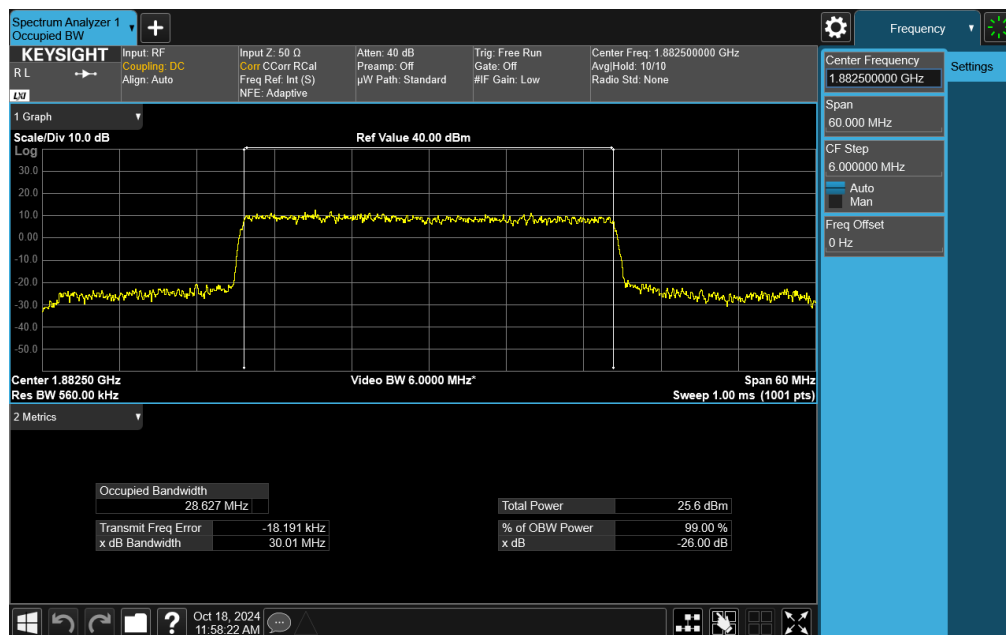 Spectrum Analyzer 1
Occupied BW
+
Frequency
KEYSIGHT
R L
LXI
Input: RF
Coupling: DC
Align: Auto
Input Z: 50 Ω
Corr CCorr RCal
Freq Ref: Int (S)
NFE: Adaptive
Atten: 40 dB
Preamp: Off
µW Path: Standard
Trig: Free Run
Gate: Off
#IF Gain: Low
Center Freq: 1.882500000 GHz
Avg|Hold: 10/10
Radio Std: None
Center Frequency
1.882500000 GHz
Settings
Span
60.000 MHz
CF Step
6.000000 MHz
Auto
Man
Freq Offset
0 Hz
1 Graph
Scale/Div 10.0 dB
Ref Value 40.00 dBm
Log
30.0
20.0
10.0
0.00
-10.0
-20.0
-30.0
-40.0
-50.0
Center 1.88250 GHz
Video BW 6.0000 MHz*
Span 60 MHz
Res BW 560.00 kHz
Sweep 1.00 ms (1001 pts)
2 Metrics
Occupied Bandwidth
28.627 MHz
Total Power 25.6 dBm
Transmit Freq Error -18.191 kHz
% of OBW Power 99.00 %
x dB Bandwidth 30.01 MHz
x dB -26.00 dB
?
Oct 18, 2024
11:58:22 AM